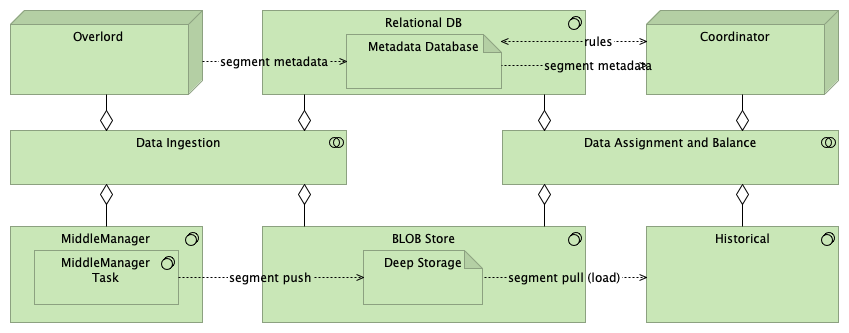 Overlord
Relational DB
Metadata Database
Coordinator
segment metadata
rules
segment metadata
Data Ingestion
Data Assignment and Balance
MiddleManager
MiddleManager
Task
BLOB Store
Deep Storage
Historical
segment push
segment pull (load)